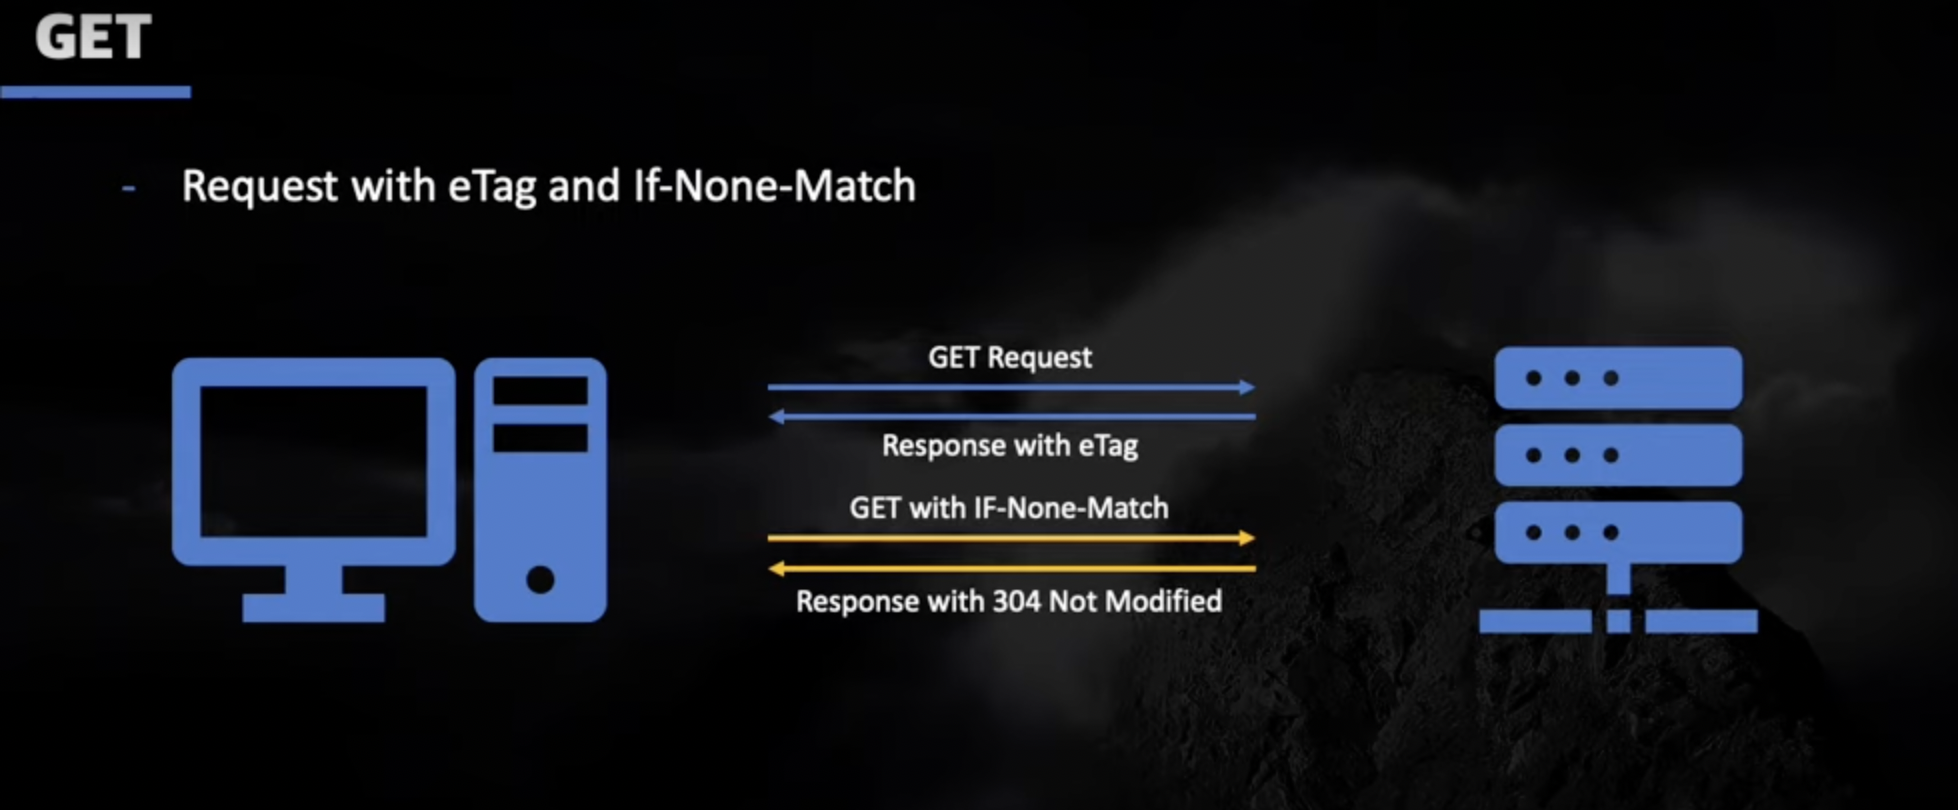 GET
- Request with eTag and If-None-Match
GET Request
Response with eTag
GET with IF-None-Match
Response with 304 Not Modified